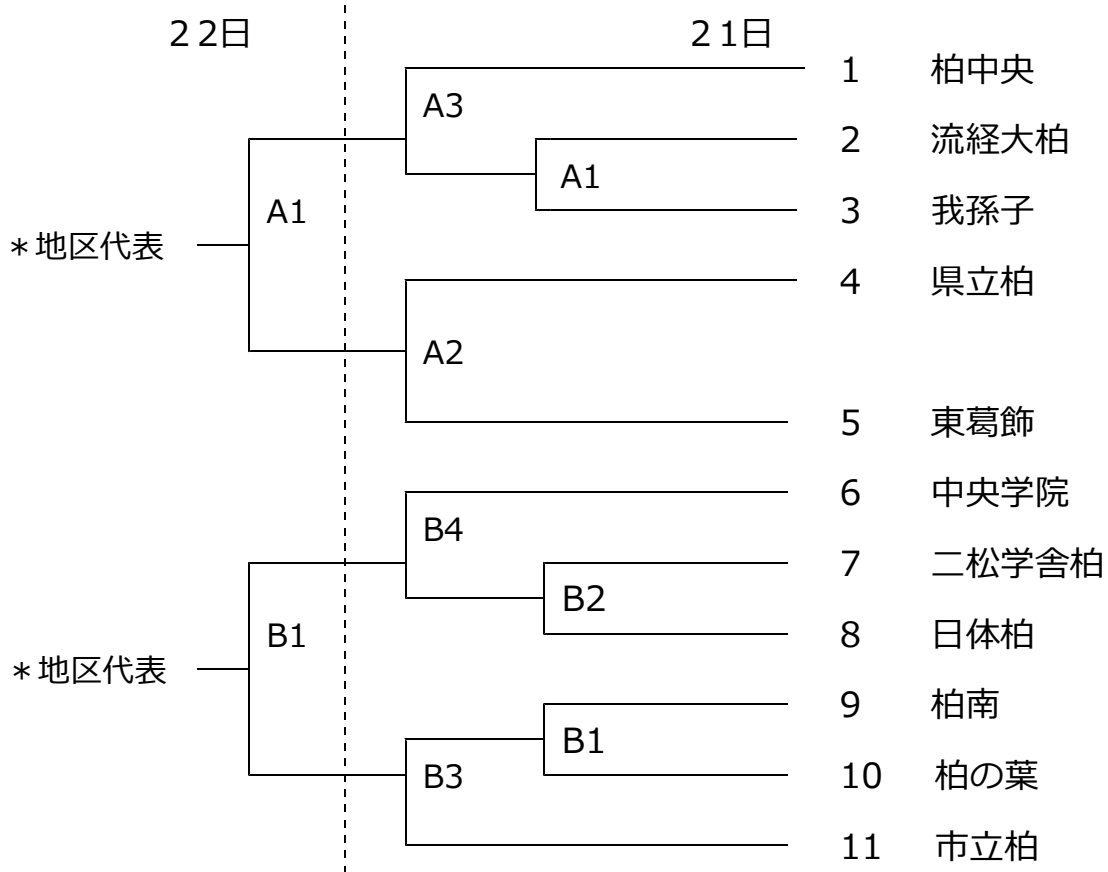 ２２日
２１日
1 柏中央
A3
2 流経大柏
A1
3 我孫子
A1
＊地区代表
4 県立柏
A2
5 東葛飾
6 中央学院
B4
7 二松学舎柏
B2
8 日体柏
B1
＊地区代表
9 柏南
B1
10 柏の葉
B3
11 市立柏